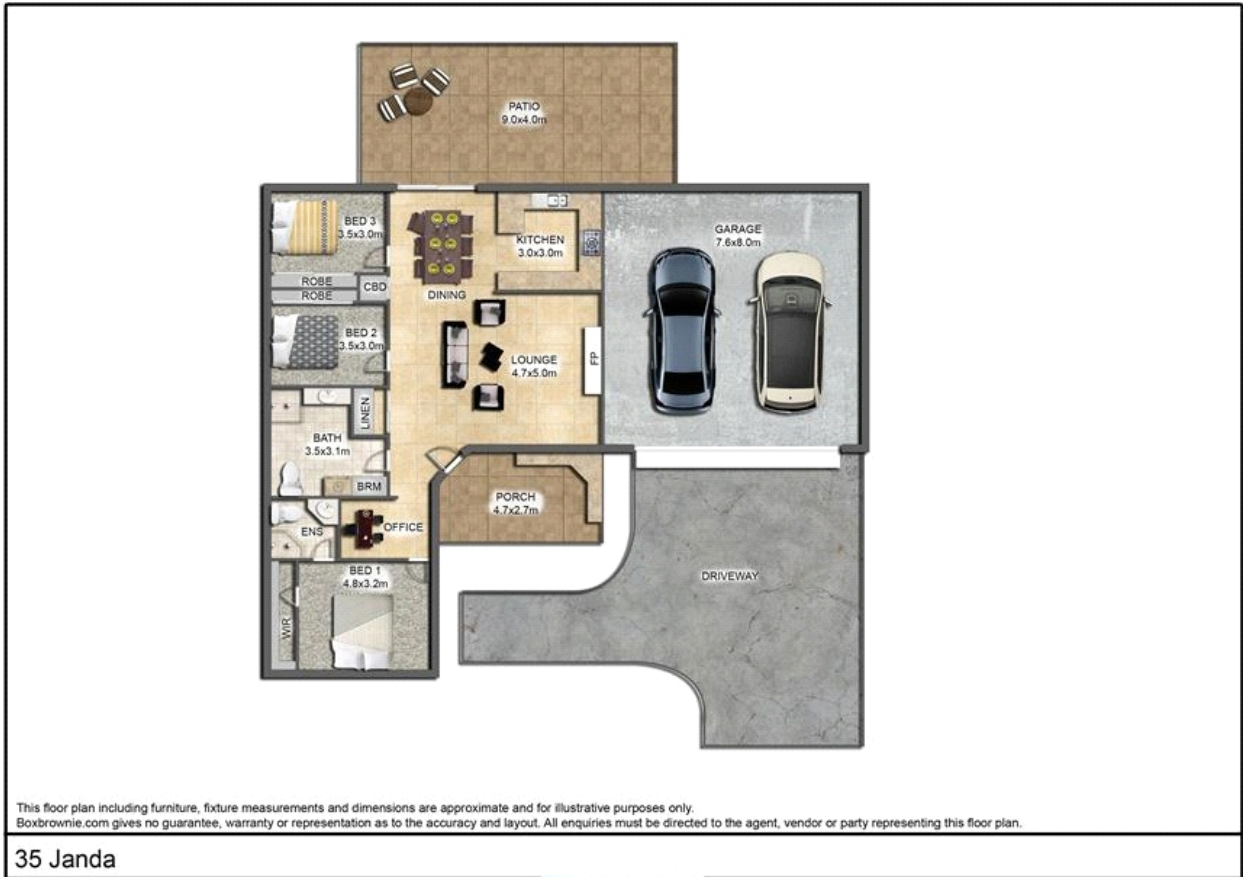 PATIO
9.0x4.0m
BED 3
3.5x3.0m
KITCHEN
3.0x3.0m
GARAGE
7.6x8.0m
ROBE
ROBE
CBD
DINING
BED 2
3.5x3.0m
LOUNGE
4.7x5.0m
FP
LINEN
BATH
3.5x3.1m
BRM
PORCH
4.7x2.7m
ENS
OFFICE
BED 1
4.8x3.2m
WIR
DRIVEWAY
This floor plan including furniture, fixture measurements and dimensions are approximate and for illustrative purposes only.
Boxbrownie.com gives no guarantee, warranty or representation as to the accuracy and layout. All enquiries must be directed to the agent, vendor or party representing this floor plan.
35 Janda